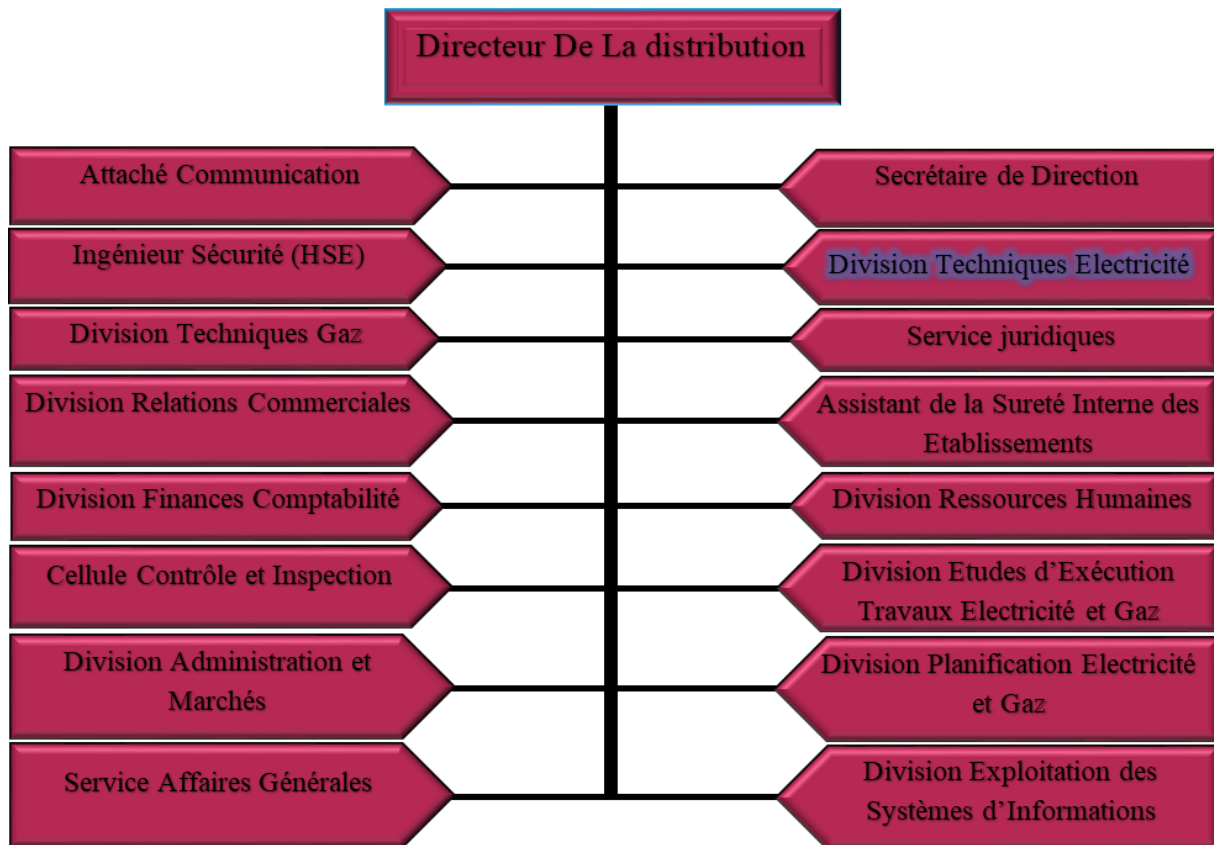 Directeur De La distribution
Attaché Communication
Secrétaire de Direction
Ingénieur Sécurité (HSE)
Division Techniques Electricité
Division Techniques Gaz
Service juridiques
Division Relations Commerciales
Assistant de la Sureté Interne des
Etablissements
Division Finances Comptabilité
Division Ressources Humaines
Cellule Contrôle et Inspection
Division Etudes d’Exécution
Travaux Electricité et Gaz
Division Administration et
Marchés
Division Planification Electricité
et Gaz
Service Affaires Générales
Division Exploitation des
Systèmes d’Informations